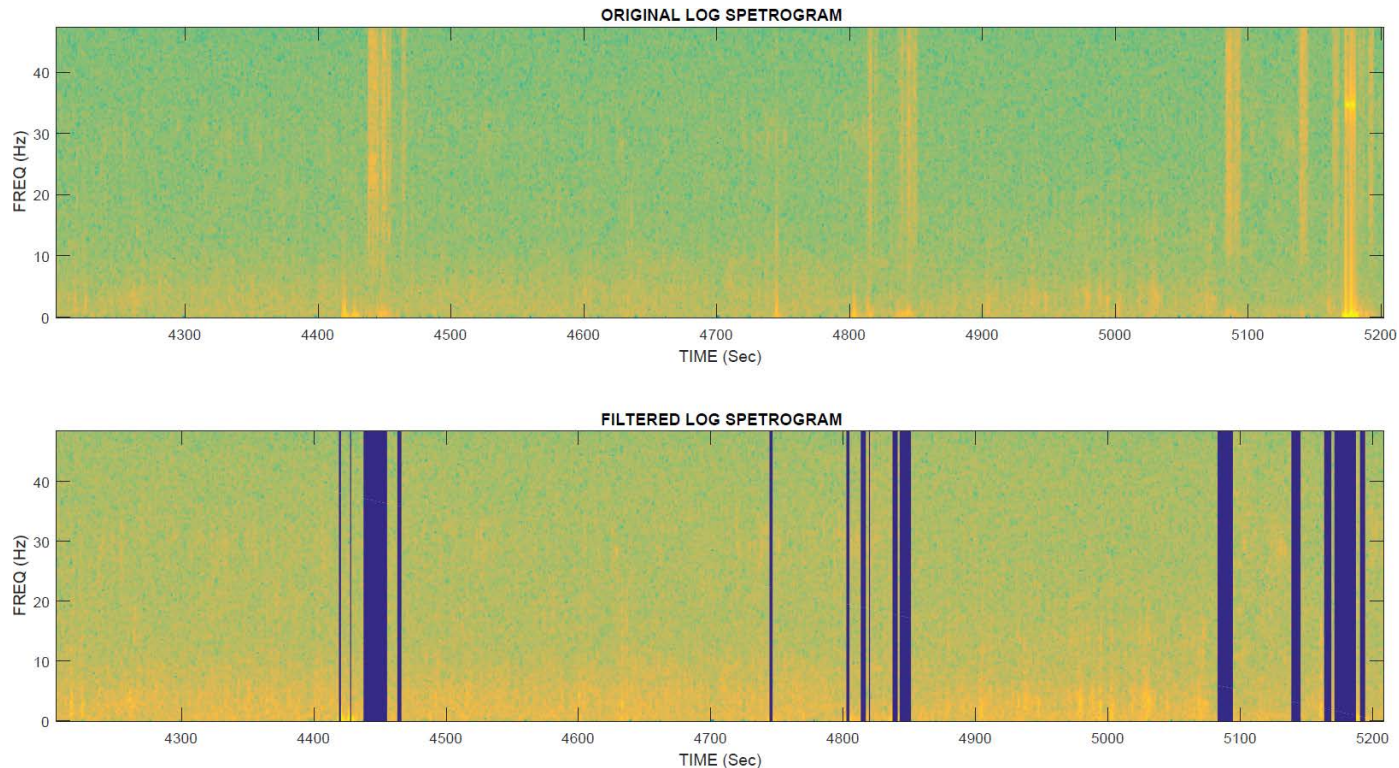 ORIGINAL LOG SPETROGRAM
FREQ (Hz)
40
30
20
10
0
4300 4400 4500 4600 4700 4800 4900 5000 5100 5200
TIME (Sec)
FILTERED LOG SPETROGRAM
FREQ (Hz)
40
30
20
10
0
4300 4400 4500 4600 4700 4800 4900 5000 5100 5200
TIME (Sec)